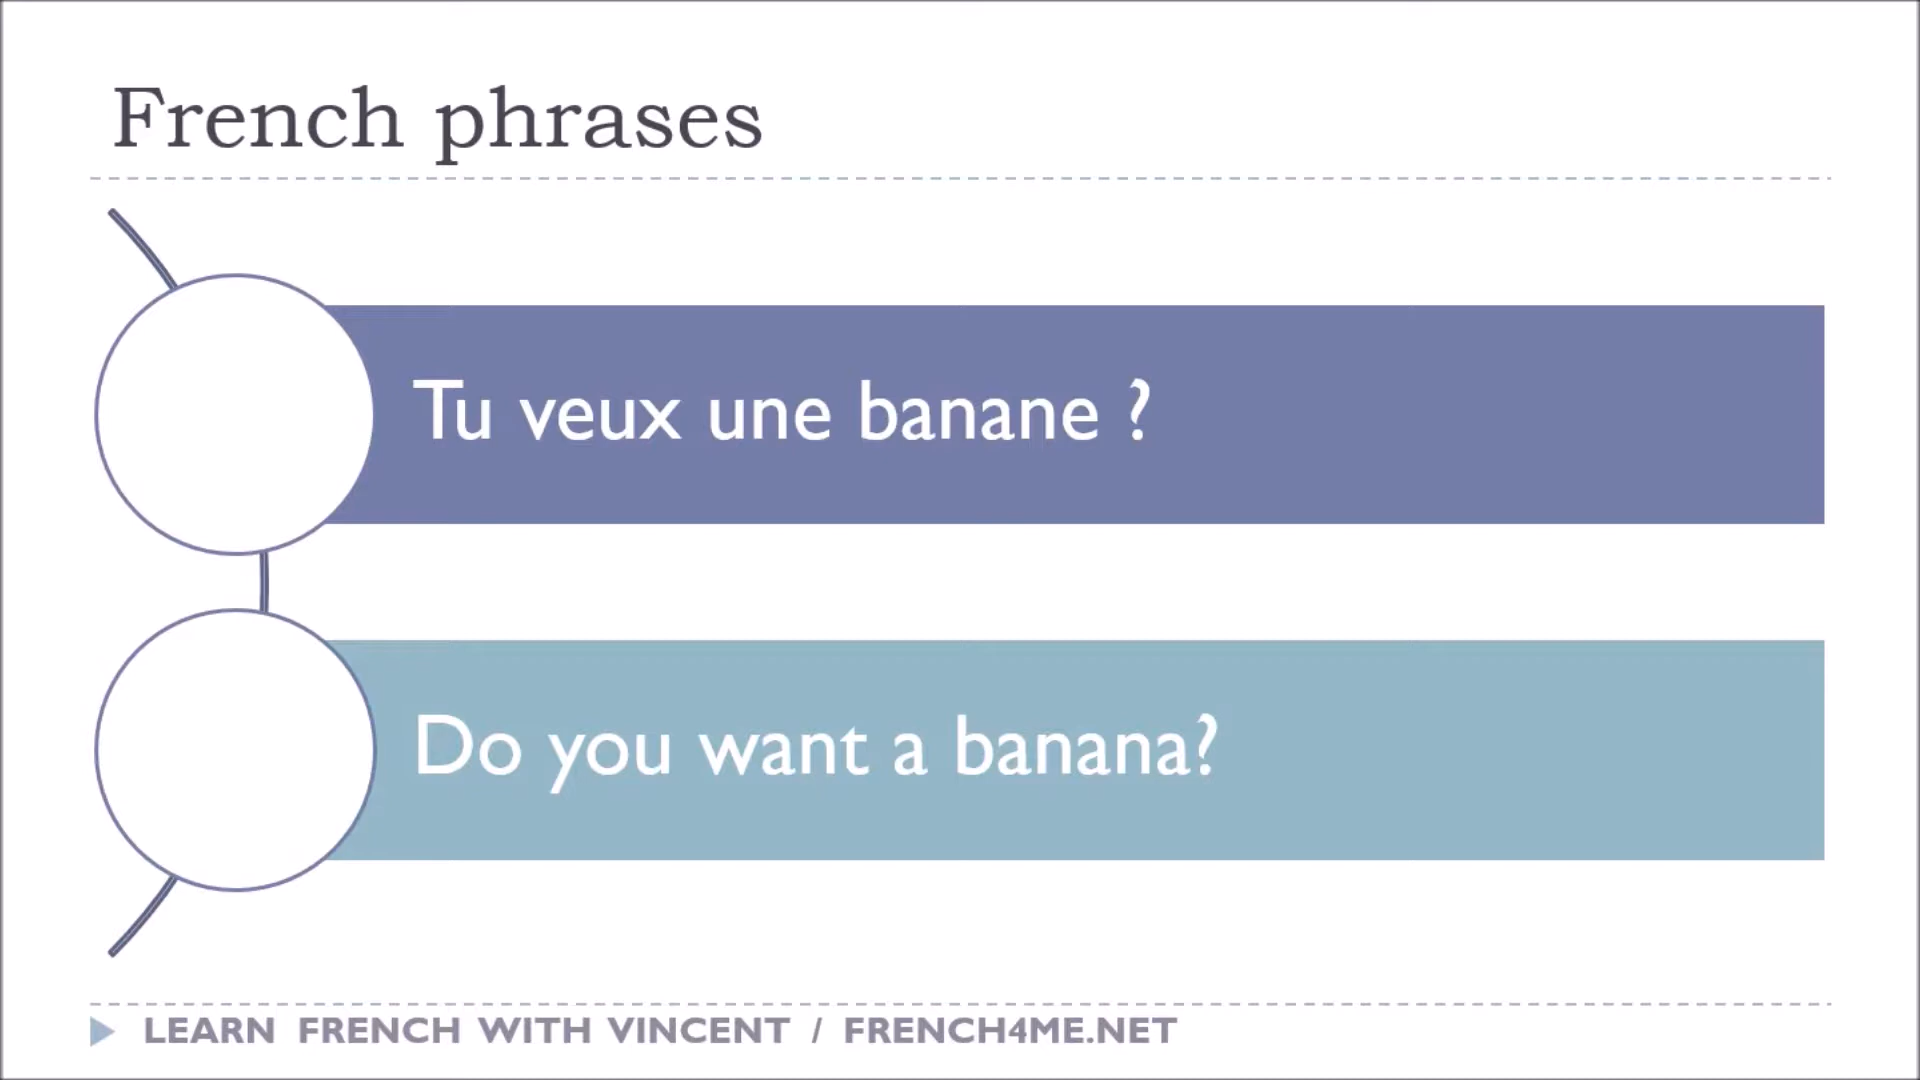 French phrases
Tu veux une banane ?
Do you want a banana?
LEARN FRENCH WITH VINCENT / FRENCH4ME.NET